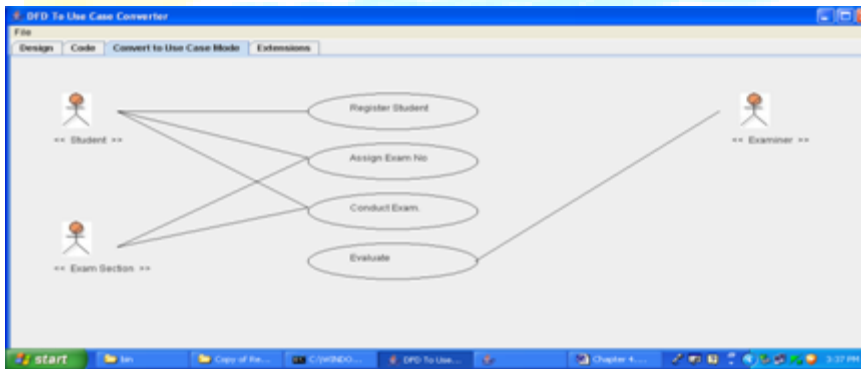 DFD To Use Case Converter
File
Design Code Convert to Use Case Mode Extensions
Register Student
<< Student >>
<< Examiner >>
Assign Exam No
Conduct Exam.
Evaluate
<< Exam Section >>
start bin Copy of Re... C:\WINDO... DFD To Use... Chapter 4.... 3:37 PM